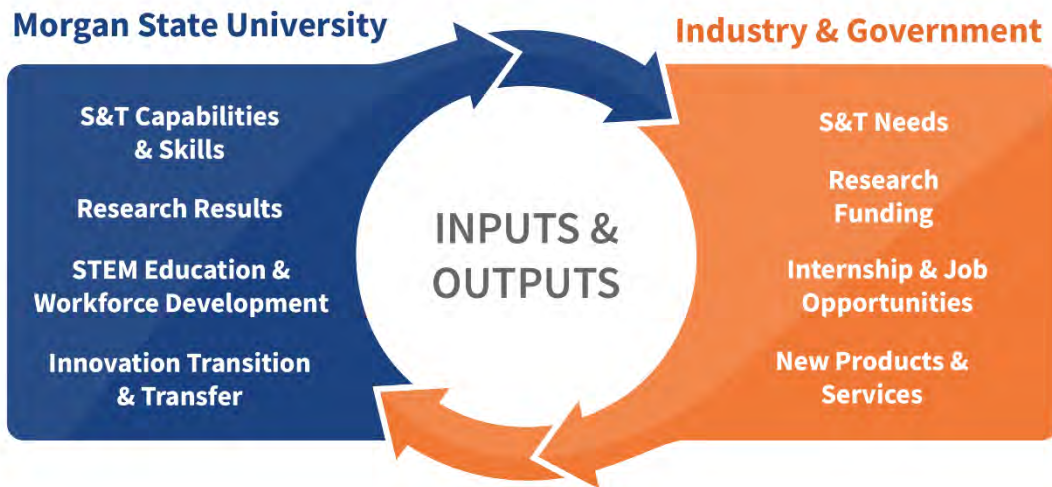 Morgan State University
S&T Capabilities
& Skills
Research Results
STEM Education &
Workforce Development
Innovation Transition
& Transfer
INPUTS &
OUTPUTS
Industry & Government
S&T Needs
Research
Funding
Internship & Job
Opportunities
New Products &
Services